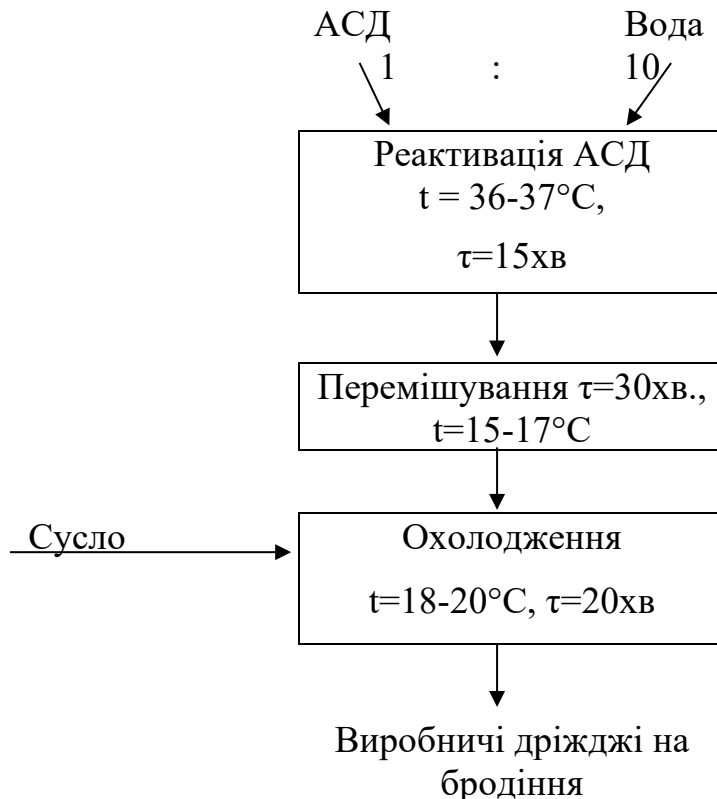 АСД Вода
1 : 10
Реактивація АСД
t = 36-37°С,
τ=15хв
Перемішування τ=30хв.,
t=15-17°С
Сусло
Охолодження
t=18-20°С, τ=20хв
Виробничі дріжджі на
бродіння